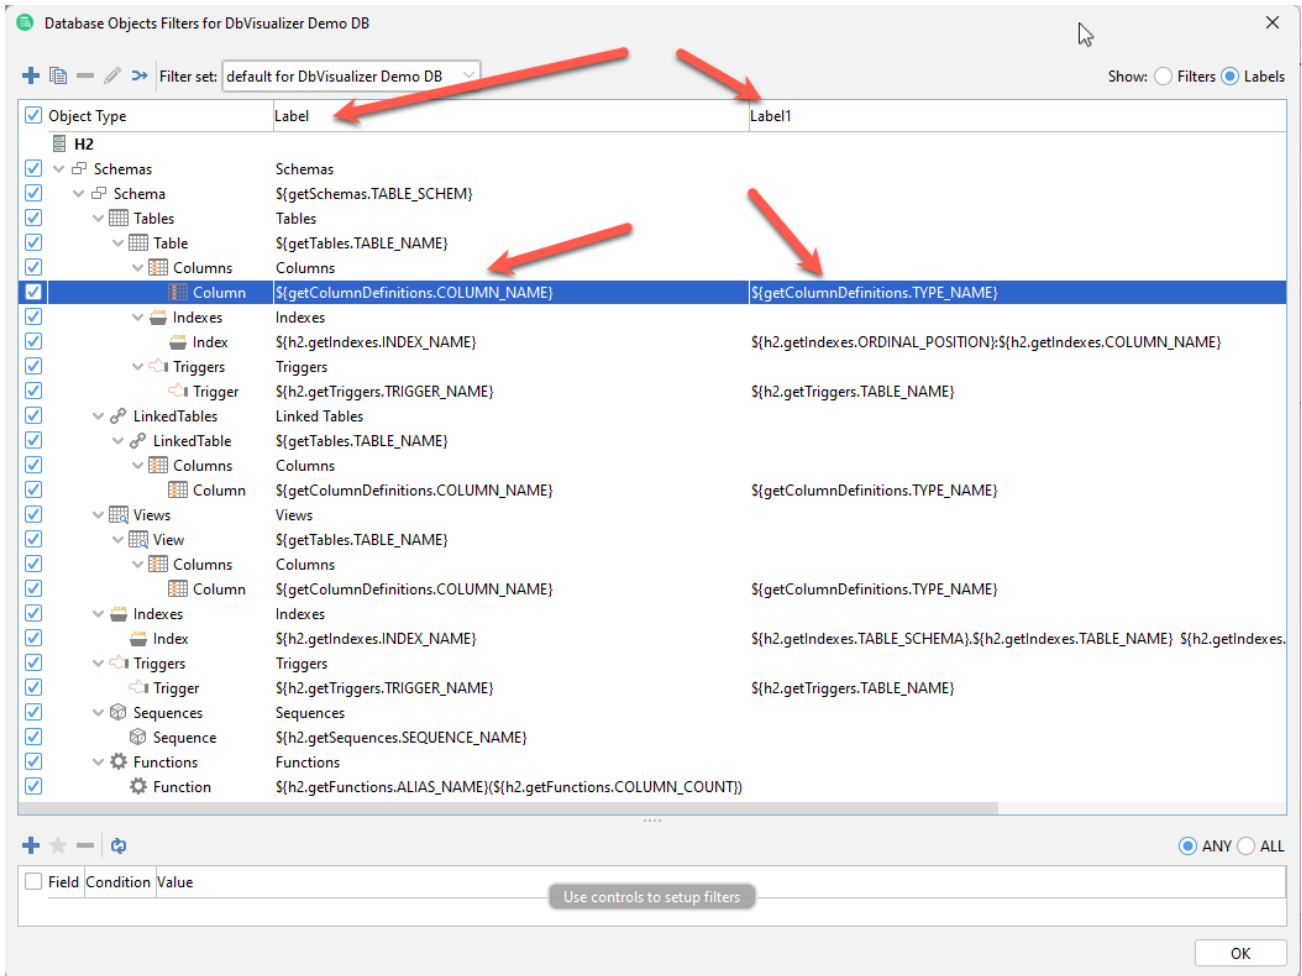 Database Objects Filters for DbVisualizer Demo DB
Filter set: default for DbVisualizer Demo DB Show: Filters Labels
Object Type Label Label1
H2
Schemas Schemas
Schema ${getSchemas.TABLE_SCHEM}
Tables Tables
Table ${getTables.TABLE_NAME}
Columns Columns
Column ${getColumnDefinitions.COLUMN_NAME} ${getColumnDefinitions.TYPE_NAME}
Indexes Indexes
Index ${h2.getIndexes.INDEX_NAME} ${h2.getIndexes.ORDINAL_POSITION}:${h2.getIndexes.COLUMN_NAME}
Triggers Triggers
Trigger ${h2.getTriggers.TRIGGER_NAME} ${h2.getTriggers.TABLE_NAME}
LinkedTables Linked Tables
LinkedTable ${getTables.TABLE_NAME}
Columns Columns
Column ${getColumnDefinitions.COLUMN_NAME} ${getColumnDefinitions.TYPE_NAME}
Views Views
View ${getTables.TABLE_NAME}
Columns Columns
Column ${getColumnDefinitions.COLUMN_NAME} ${getColumnDefinitions.TYPE_NAME}
Indexes Indexes
Index ${h2.getIndexes.INDEX_NAME} ${h2.getIndexes.TABLE_SCHEMA}.${h2.getIndexes.TABLE_NAME} ${h2.getIndexes.
Triggers Triggers
Trigger ${h2.getTriggers.TRIGGER_NAME} ${h2.getTriggers.TABLE_NAME}
Sequences Sequences
Sequence ${h2.getSequences.SEQUENCE_NAME}
Functions Functions
Function ${h2.getFunctions.ALIAS_NAME}(${h2.getFunctions.COLUMN_COUNT})
ANY ALL
Field Condition Value
Use controls to setup filters
OK